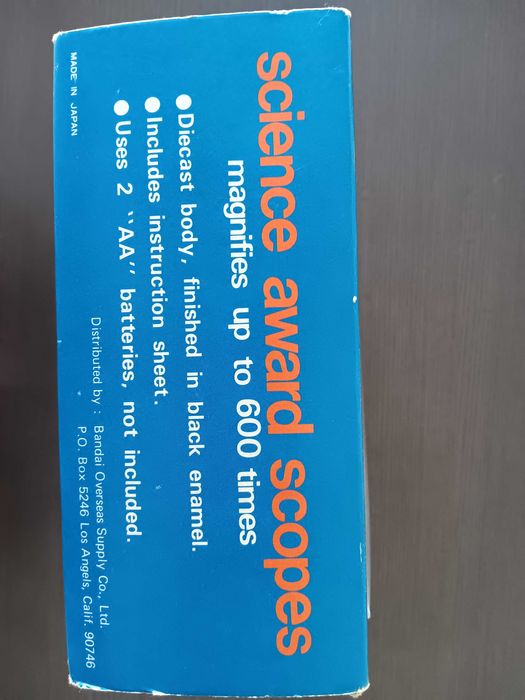 science award scopes
magnifies up to 600 times
●Diecast body, finished in black enamel.
●Includes instruction sheet.
●Uses 2 "AA" batteries, not included.
Distributed by : Bandai Overseas Supply Co., Ltd.
P.O. Box 5246 Los Angels, Calif. 90746
MADE IN JAPAN